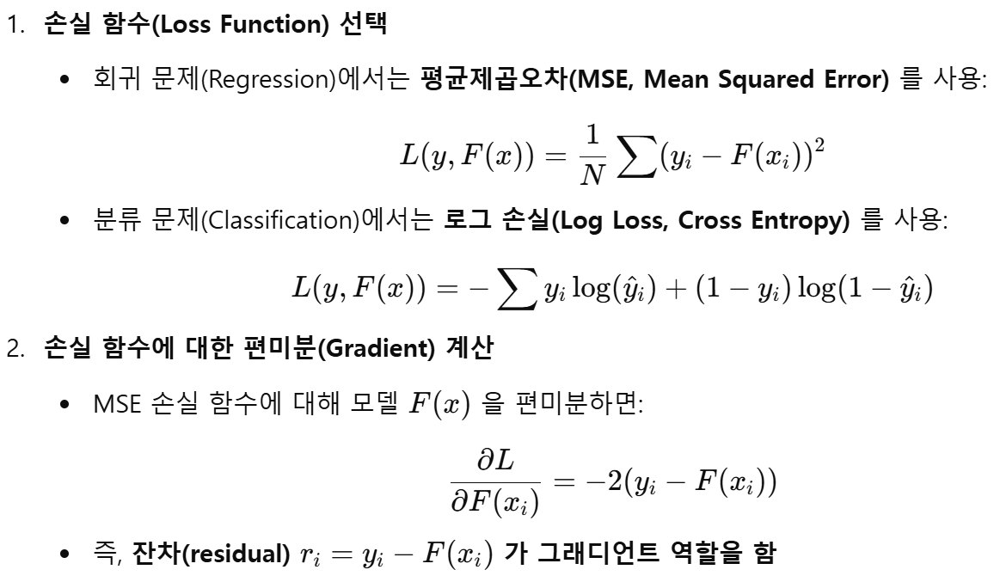 1. 손실 함수(Loss Function) 선택
• 회귀 문제(Regression)에서는 평균제곱오차(MSE, Mean Squared Error) 를 사용:
L(y, F(x)) = \frac{1}{N} \sum (y_i - F(x_i))^2
• 분류 문제(Classification)에서는 로그 손실(Log Loss, Cross Entropy) 를 사용:
L(y, F(x)) = - \sum y_i \log(\hat{y}_i) + (1 - y_i) \log(1 - \hat{y}_i)
2. 손실 함수에 대한 편미분(Gradient) 계산
• MSE 손실 함수에 대해 모델 F(x) 을 편미분하면:
\frac{\partial L}{\partial F(x_i)} = -2(y_i - F(x_i))
• 즉, 잔차(residual) r_i = y_i - F(x_i) 가 그래디언트 역할을 함